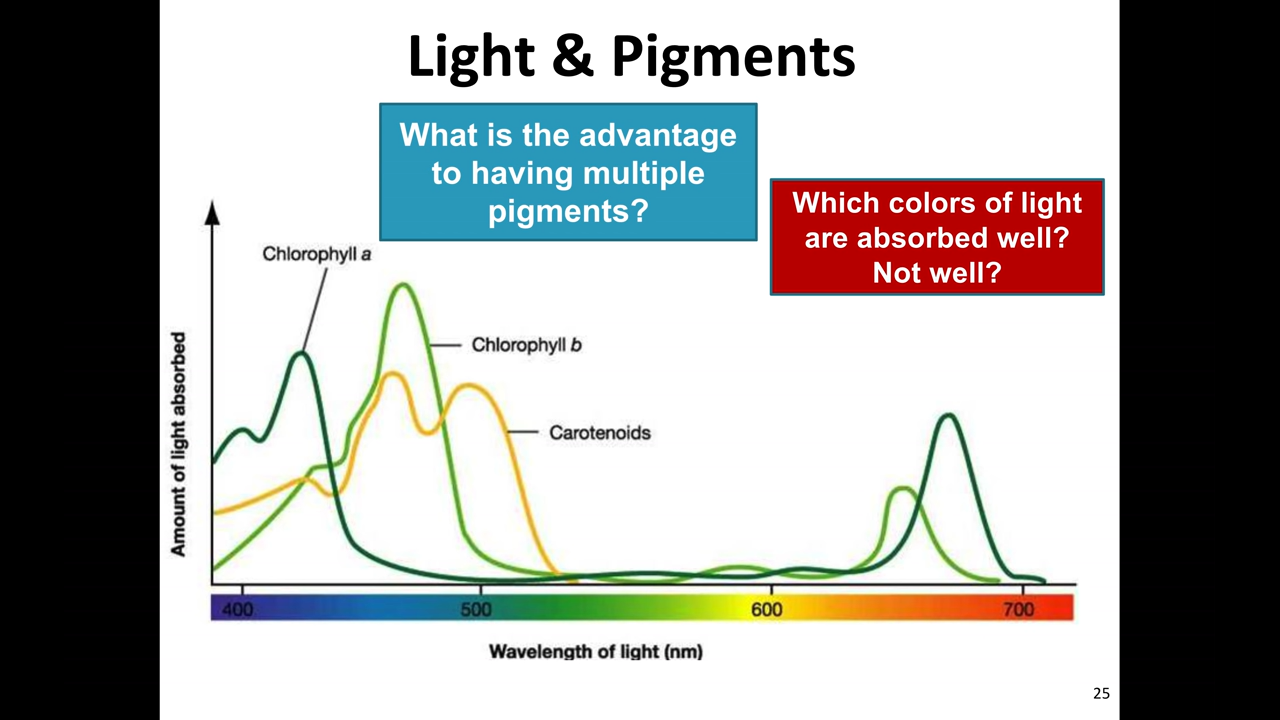 Light & Pigments
What is the advantage
to having multiple
pigments?
Which colors of light
are absorbed well?
Not well?
Chlorophyll a
Chlorophyll b
Carotenoids
Amount of light absorbed
400 500 600 700
Wavelength of light (nm)
25